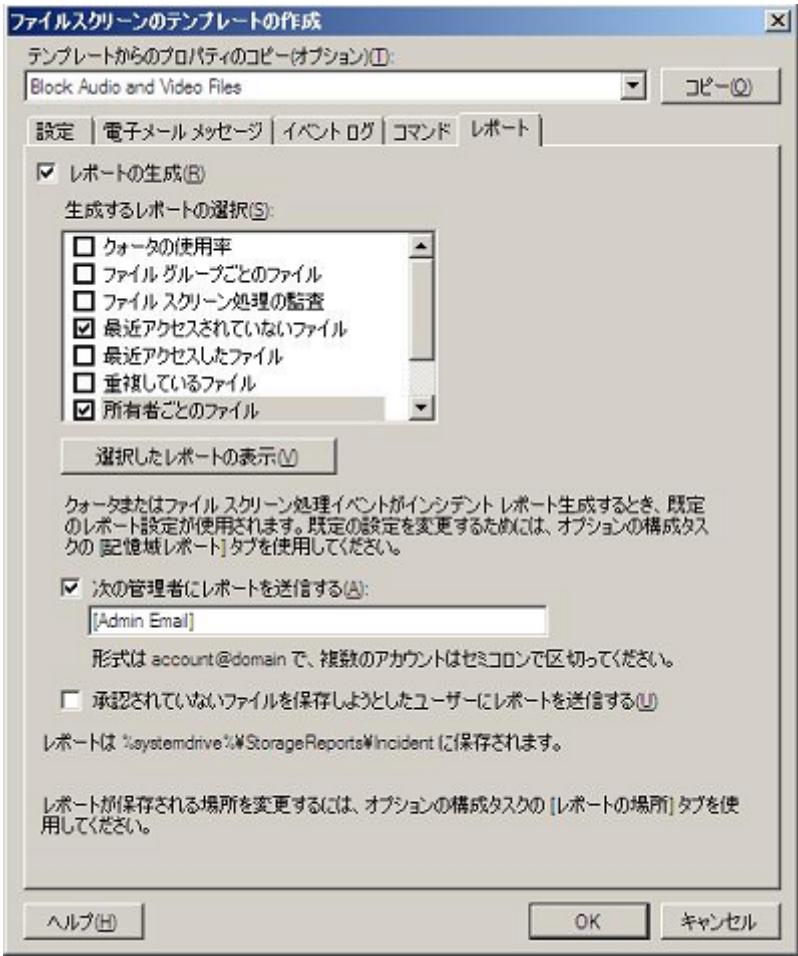 ファイルスクリーンのテンプレートの作成
テンプレートからのプロパティのコピー(オプション)(T):
Block Audio and Video Files
コピー(O)
設定 電子メール メッセージ イベント ログ コマンド レポート
レポートの生成(R)
生成するレポートの選択(S):
クォータの使用率
ファイル グループごとのファイル
ファイル スクリーン処理の監査
最近アクセスされていないファイル
最近アクセスしたファイル
重複しているファイル
所有者ごとのファイル
選択したレポートの表示(V)
クォータまたはファイル スクリーン処理イベントがインシデント レポート生成するとき、既定
のレポート設定が使用されます。既定の設定を変更するためには、オプションの構成タス
クの [記憶域レポート] タブを使用してください。
次の管理者にレポートを送信する(A):
[Admin Email]
形式は account@domain で、複数のアカウントはセミコロンで区切ってください。
承認されていないファイルを保存しようとしたユーザーにレポートを送信する(U)
レポートは %systemdrive%¥StorageReports¥Incident に保存されます。
レポートが保存される場所を変更するには、オプションの構成タスクの [レポートの場所] タブを使
用してください。
ヘルプ(H)
OK
キャンセル